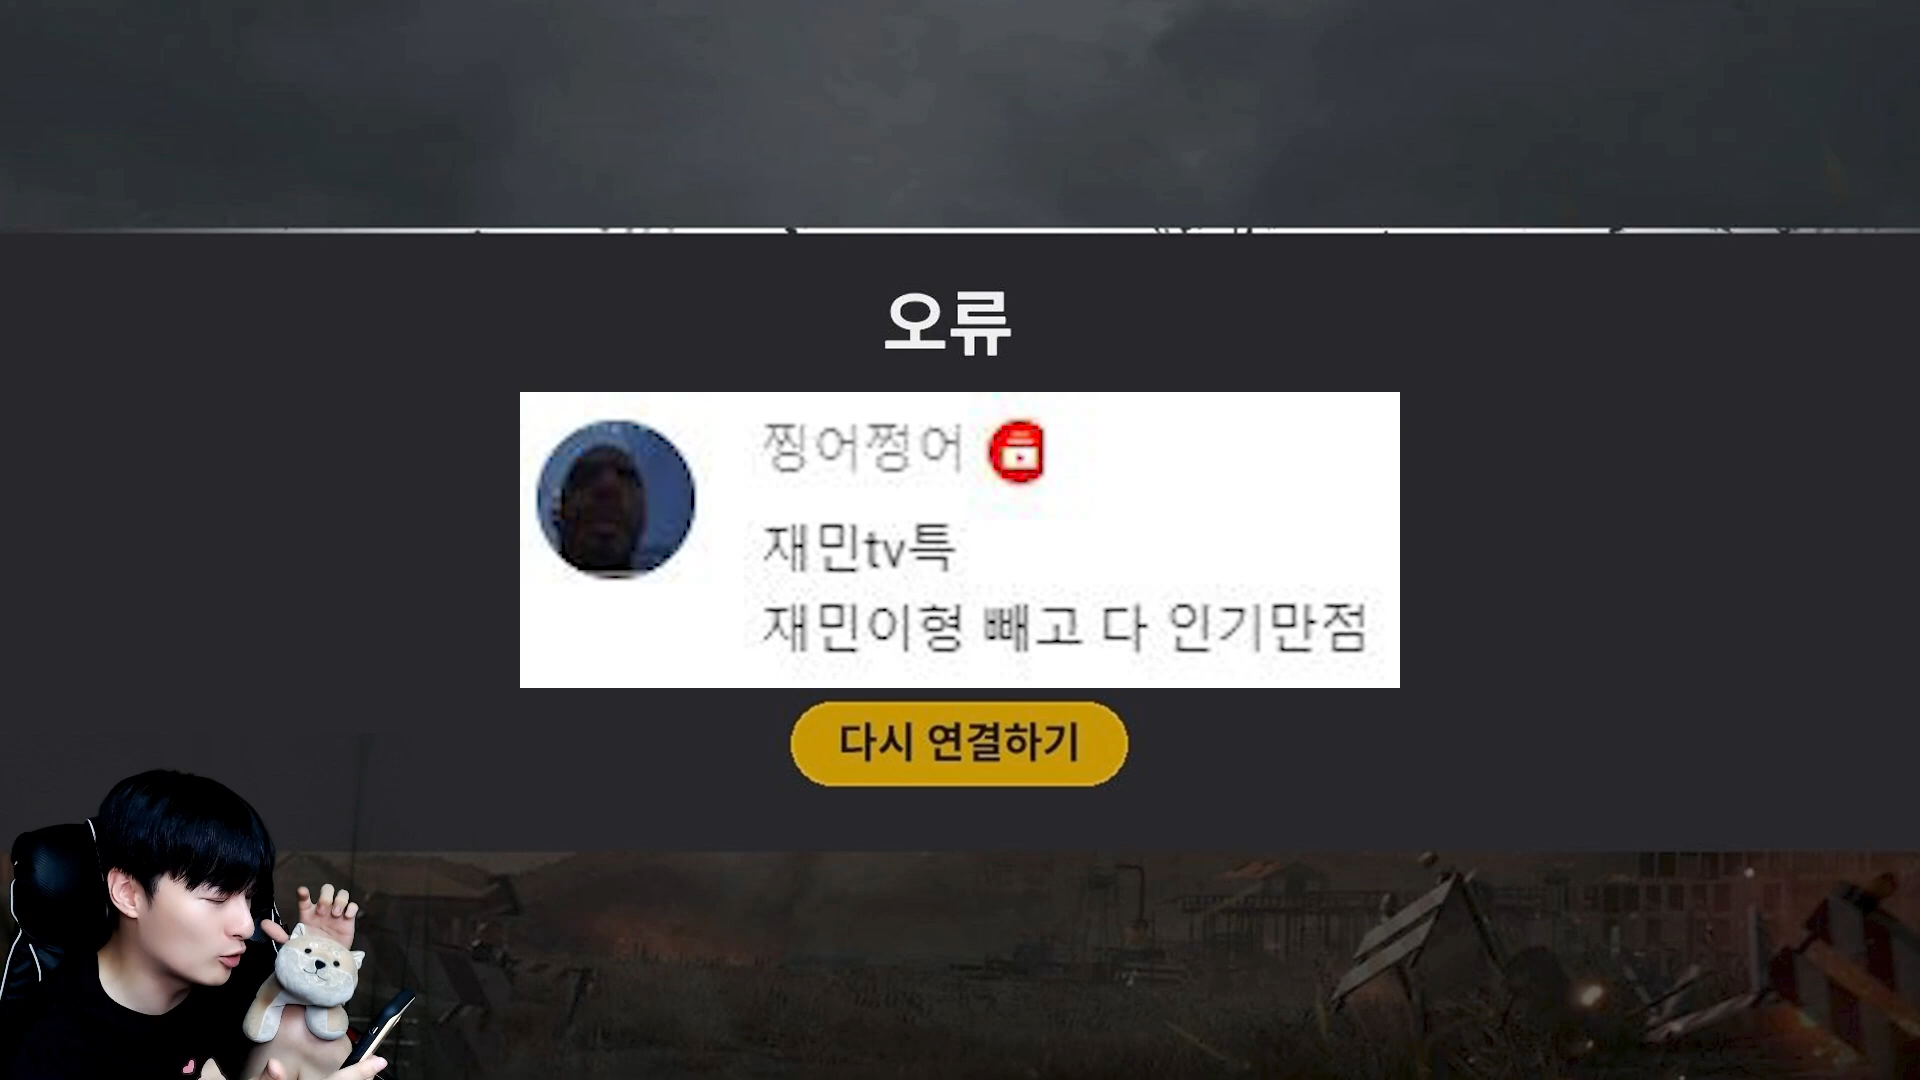 오류
찡어쩡어
재민tv특
재민이형 빼고 다 인기만점
다시 연결하기